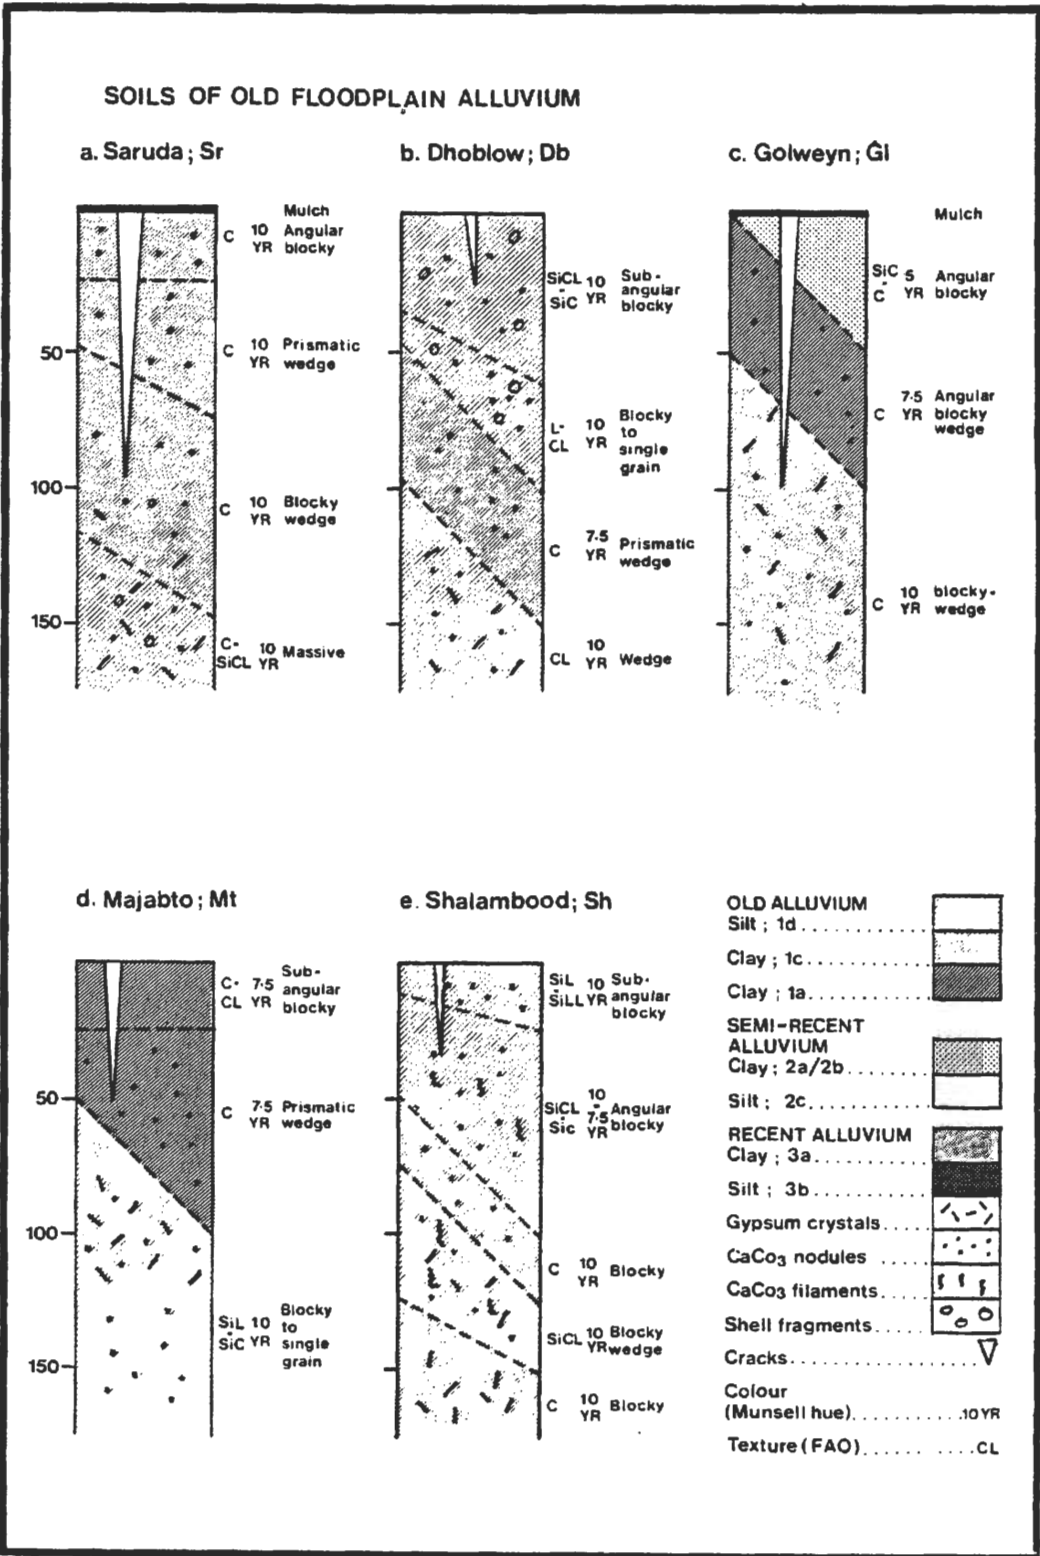 SOILS OF OLD FLOODPLAIN ALLUVIUM
a. Saruda; Sr
Mulch
C 10 YR Angular blocky
50
C 10 YR Prismatic wedge
100
C 10 YR Blocky wedge
150
C- SiCL 10 YR Massive
b. Dhoblow; Db
SiCL - SiC 10 YR Sub-angular blocky
L- CL 10 YR Blocky to single grain
C 7·5 YR Prismatic wedge
CL 10 YR Wedge
c. Golweyn; Gl
Mulch
SiC - C 5 YR Angular blocky
C 7·5 YR Angular blocky wedge
C 10 YR blocky-wedge
d. Majabto; Mt
C- CL 7·5 YR Sub-angular blocky
50
C 7·5 YR Prismatic wedge
100
150
SiL - SiC 10 YR Blocky to single grain
e. Shalambood; Sh
SiL - SiLL 10 YR Sub-angular blocky
SiCL - Sic 10 - 7·5 YR Angular blocky
C 10 YR Blocky
SiCL 10 YR Blocky wedge
C 10 YR Blocky
OLD ALLUVIUM
Silt; 1d
Clay; 1c
Clay; 1a
SEMI-RECENT
ALLUVIUM
Clay; 2a/2b
Silt; 2c
RECENT ALLUVIUM
Clay; 3a
Silt; 3b
Gypsum crystals
CaCo3 nodules
CaCo3 filaments
Shell fragments
Cracks
Colour
(Munsell hue) 10YR
Texture (FAO) CL